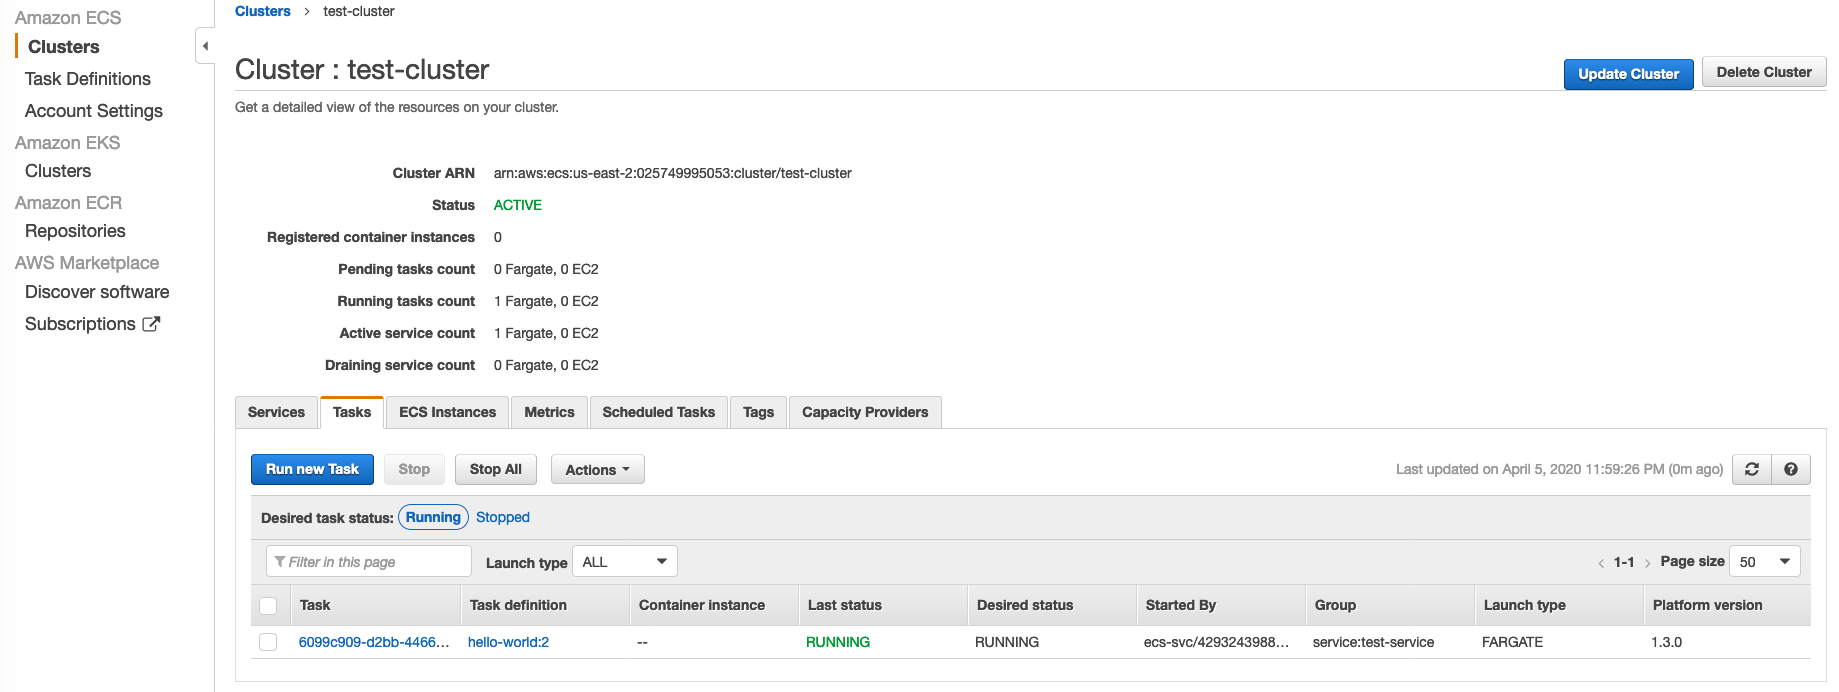 Amazon ECS
Clusters
Task Definitions
Account Settings
Amazon EKS
Clusters
Amazon ECR
Repositories
AWS Marketplace
Discover software
Subscriptions
Clusters > test-cluster
Cluster : test-cluster
Update Cluster Delete Cluster
Get a detailed view of the resources on your cluster.
Cluster ARN arn:aws:ecs:us-east-2:025749995053:cluster/test-cluster
Status ACTIVE
Registered container instances 0
Pending tasks count 0 Fargate, 0 EC2
Running tasks count 1 Fargate, 0 EC2
Active service count 1 Fargate, 0 EC2
Draining service count 0 Fargate, 0 EC2
Services Tasks ECS Instances Metrics Scheduled Tasks Tags Capacity Providers
Run new Task Stop Stop All Actions Last updated on April 5, 2020 11:59:26 PM (0m ago) ?
Desired task status: Running Stopped
Filter in this page Launch type ALL < 1-1 > Page size 50
Task Task definition Container instance Last status Desired status Started By Group Launch type Platform version
6099c909-d2bb-4466... hello-world:2 -- RUNNING RUNNING ecs-svc/4293243988... service:test-service FARGATE 1.3.0